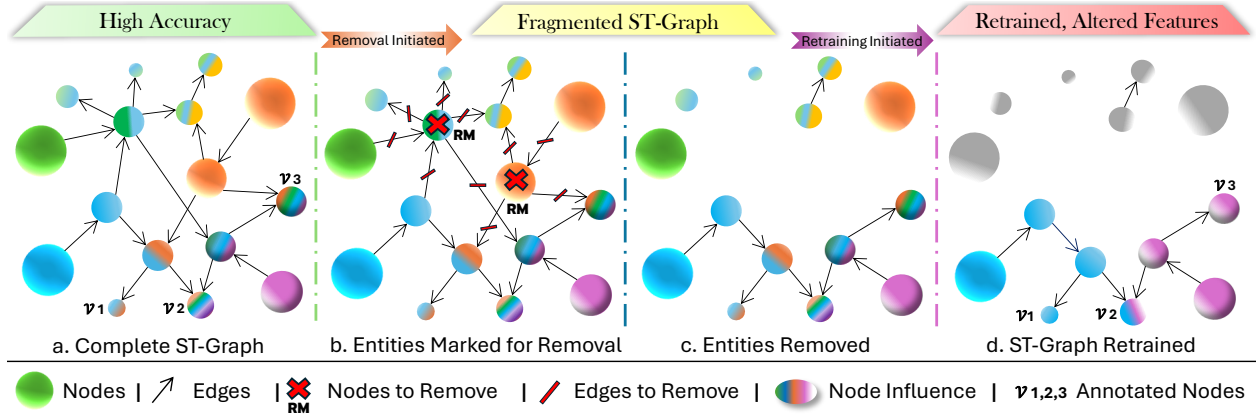 High Accuracy
Fragmented ST-Graph
Retrained, Altered Features
Removal Initiated
Retraining Initiated
RM
RM
𝓥3
𝓥1
𝓥2
𝓥3
𝓥1
𝓥2
a. Complete ST-Graph
b. Entities Marked for Removal
c. Entities Removed
d. ST-Graph Retrained
Nodes | Edges | Nodes to Remove | Edges to Remove | Node Influence | 𝓥1,2,3 Annotated Nodes
RM